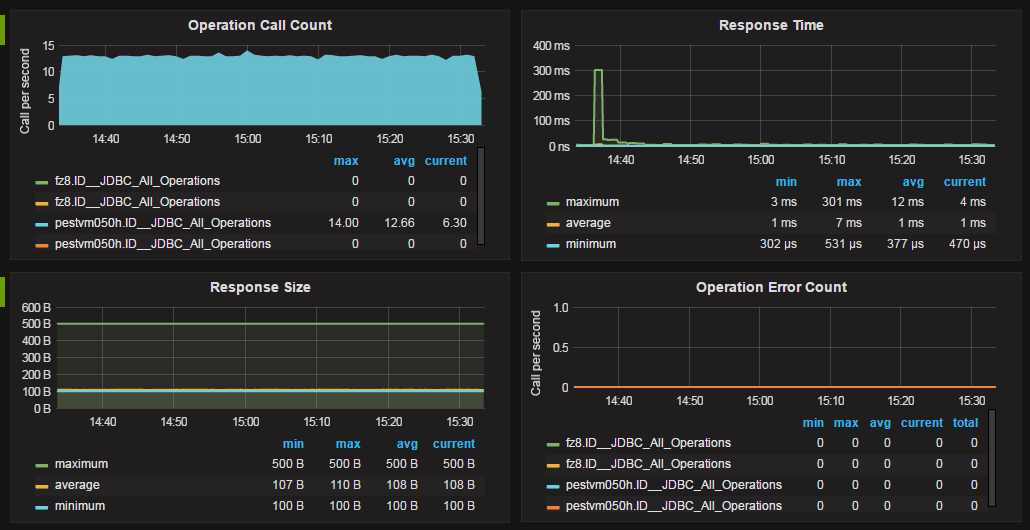 Operation Call Count
Call per second
15
10
5
0
14:40 14:50 15:00 15:10 15:20 15:30
max avg current
fz8.ID__JDBC_All_Operations 0 0 0
fz8.ID__JDBC_All_Operations 0 0 0
pestvm050h.ID__JDBC_All_Operations 14.00 12.66 6.30
pestvm050h.ID__JDBC_All_Operations 0 0 0
Response Time
400 ms
300 ms
200 ms
100 ms
0 ns
14:40 14:50 15:00 15:10 15:20 15:30
min max avg current
maximum 3 ms 301 ms 12 ms 4 ms
average 1 ms 7 ms 1 ms 1 ms
minimum 302 µs 531 µs 377 µs 470 µs
Response Size
600 B
500 B
400 B
300 B
200 B
100 B
0 B
14:40 14:50 15:00 15:10 15:20 15:30
min max avg current
maximum 500 B 500 B 500 B 500 B
average 107 B 110 B 108 B 108 B
minimum 100 B 100 B 100 B 100 B
Operation Error Count
Call per second
1.0
0.5
0
14:40 14:50 15:00 15:10 15:20 15:30
min max avg current total
fz8.ID__JDBC_All_Operations 0 0 0 0 0
fz8.ID__JDBC_All_Operations 0 0 0 0 0
pestvm050h.ID__JDBC_All_Operations 0 0 0 0 0
pestvm050h.ID__JDBC_All_Operations 0 0 0 0 0